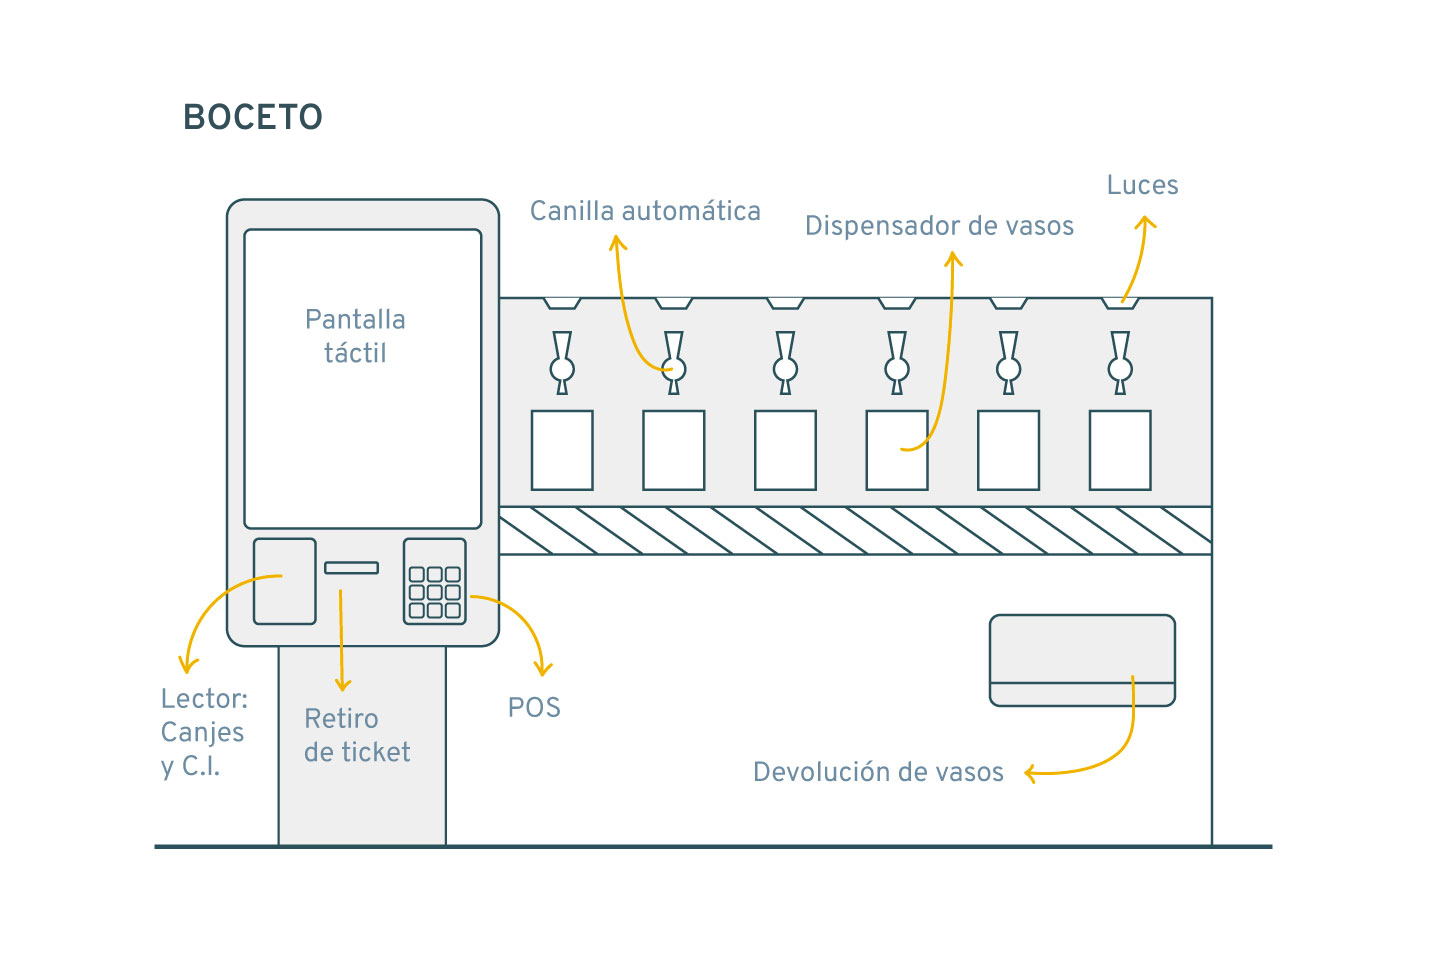 BOCETO
Luces
Canilla automática
Dispensador de vasos
Pantalla
táctil
Lector:
Canjes
y C.I.
Retiro
de ticket
POS
Devolución de vasos